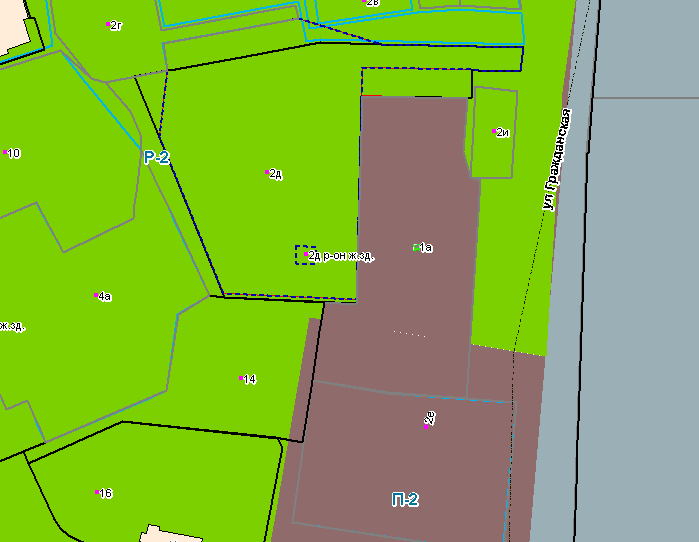 2в
2г
2и
ул Гражданская
10
Р-2
2д
1а
2д р-он ж.зд.
4а
ж.зд.
14
2е
16
П-2